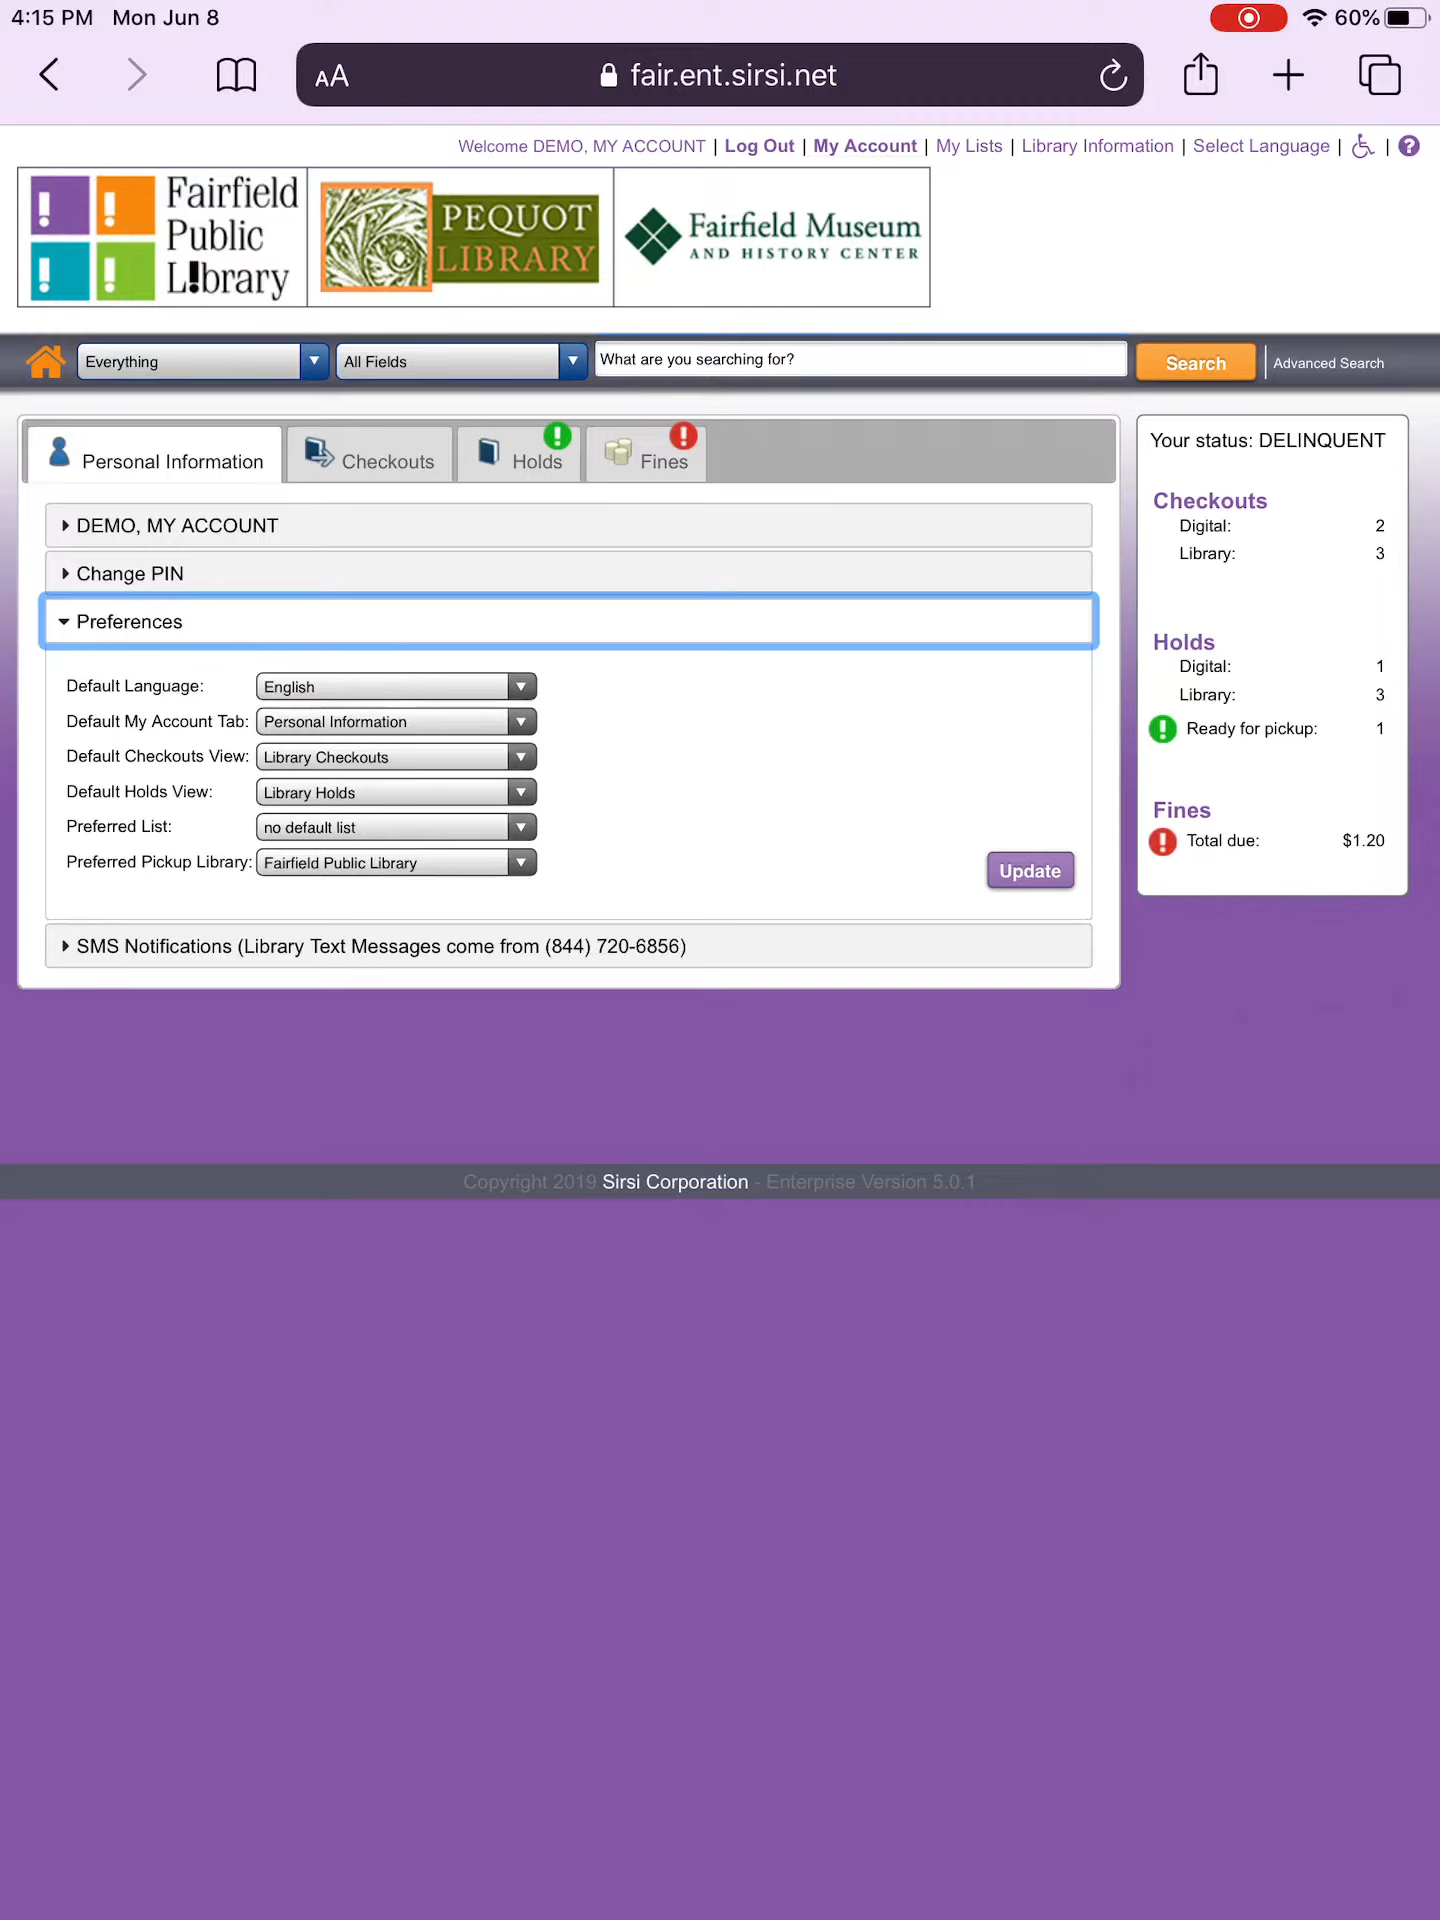 4:15 PM Mon Jun 8
60%
AA fair.ent.sirsi.net
Welcome DEMO, MY ACCOUNT | Log Out | My Account | My Lists | Library Information | Select Language | | ?
Fairfield
Public
L!brary
PEQUOT
LIBRARY
Fairfield Museum
AND HISTORY CENTER
Everything All Fields What are you searching for? Search Advanced Search
Personal Information Checkouts Holds Fines
DEMO, MY ACCOUNT
Change PIN
Preferences
Default Language: English
Default My Account Tab: Personal Information
Default Checkouts View: Library Checkouts
Default Holds View: Library Holds
Preferred List: no default list
Preferred Pickup Library: Fairfield Public Library
Update
SMS Notifications (Library Text Messages come from (844) 720-6856)
Your status: DELINQUENT
Checkouts
Digital: 2
Library: 3
Holds
Digital: 1
Library: 3
Ready for pickup: 1
Fines
Total due: $1.20
Copyright 2019 Sirsi Corporation - Enterprise Version 5.0.1